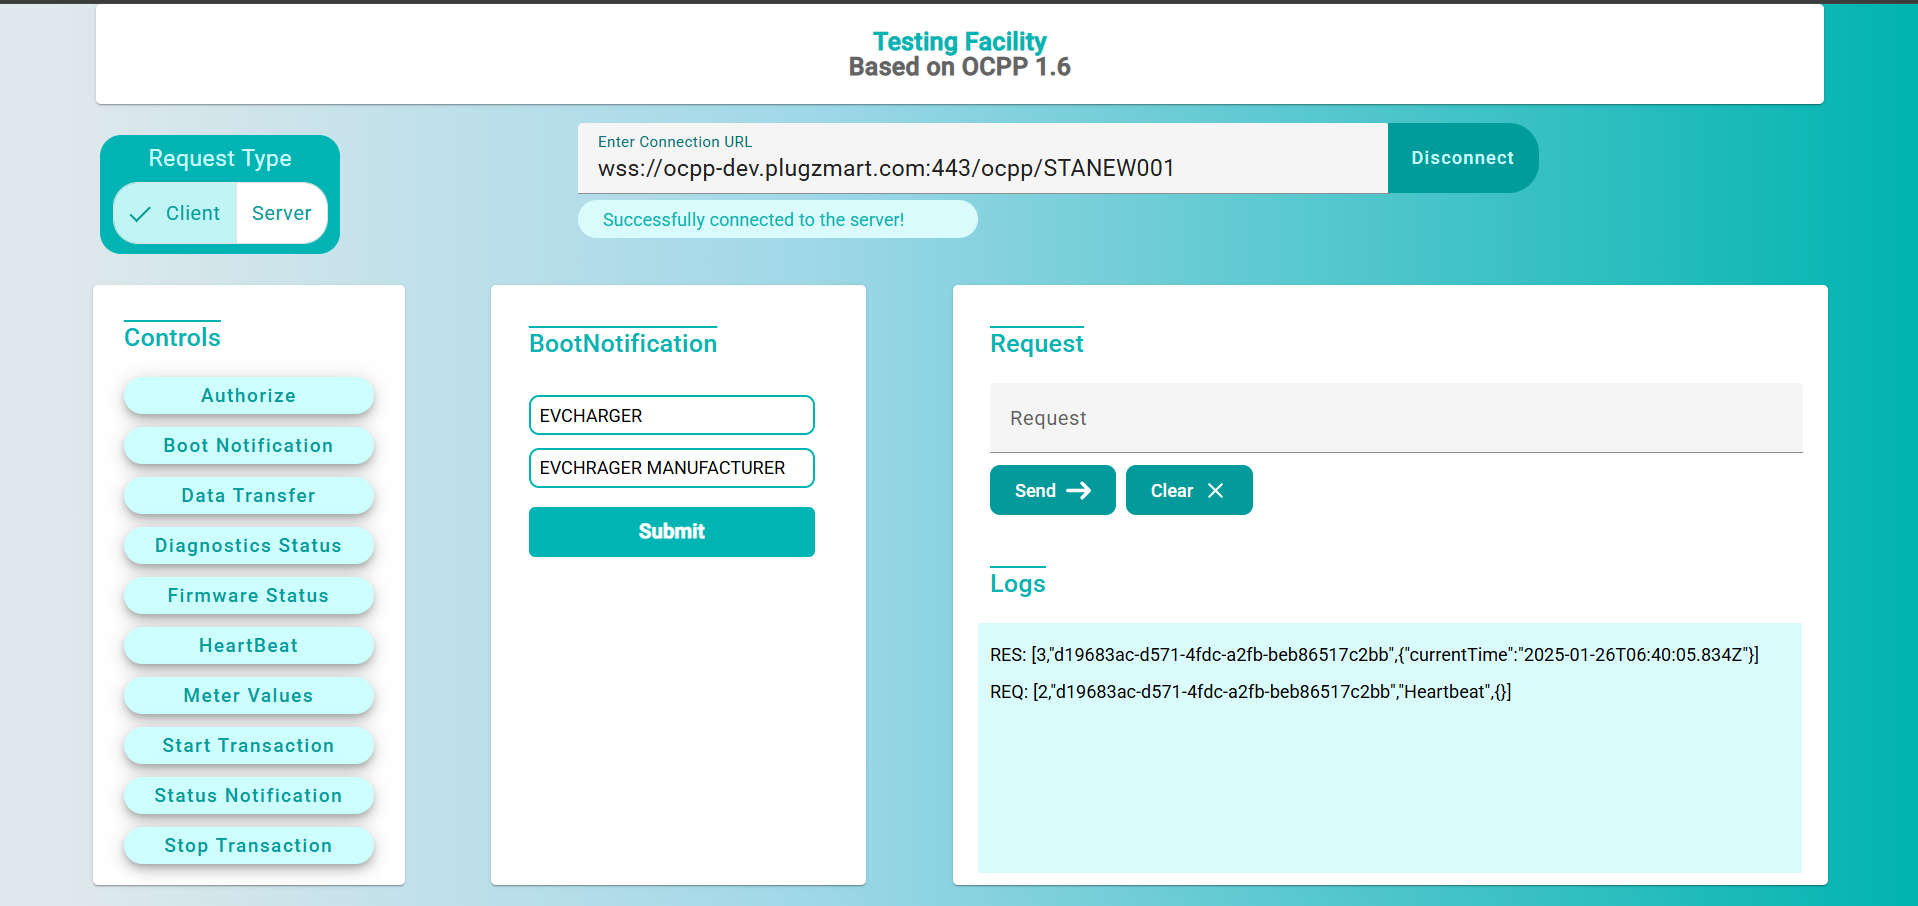 Testing Facility
Based on OCPP 1.6
Request Type
Client
Server
Enter Connection URL
wss://ocpp-dev.plugzmart.com:443/ocpp/STANEW001
Disconnect
Successfully connected to the server!
Controls
Authorize
Boot Notification
Data Transfer
Diagnostics Status
Firmware Status
HeartBeat
Meter Values
Start Transaction
Status Notification
Stop Transaction
BootNotification
EVCHARGER
EVCHRAGER MANUFACTURER
Submit
Request
Request
Send
Clear
Logs
RES: [3,"d19683ac-d571-4fdc-a2fb-beb86517c2bb",{"currentTime":"2025-01-26T06:40:05.834Z"}]
REQ: [2,"d19683ac-d571-4fdc-a2fb-beb86517c2bb","Heartbeat",{}]